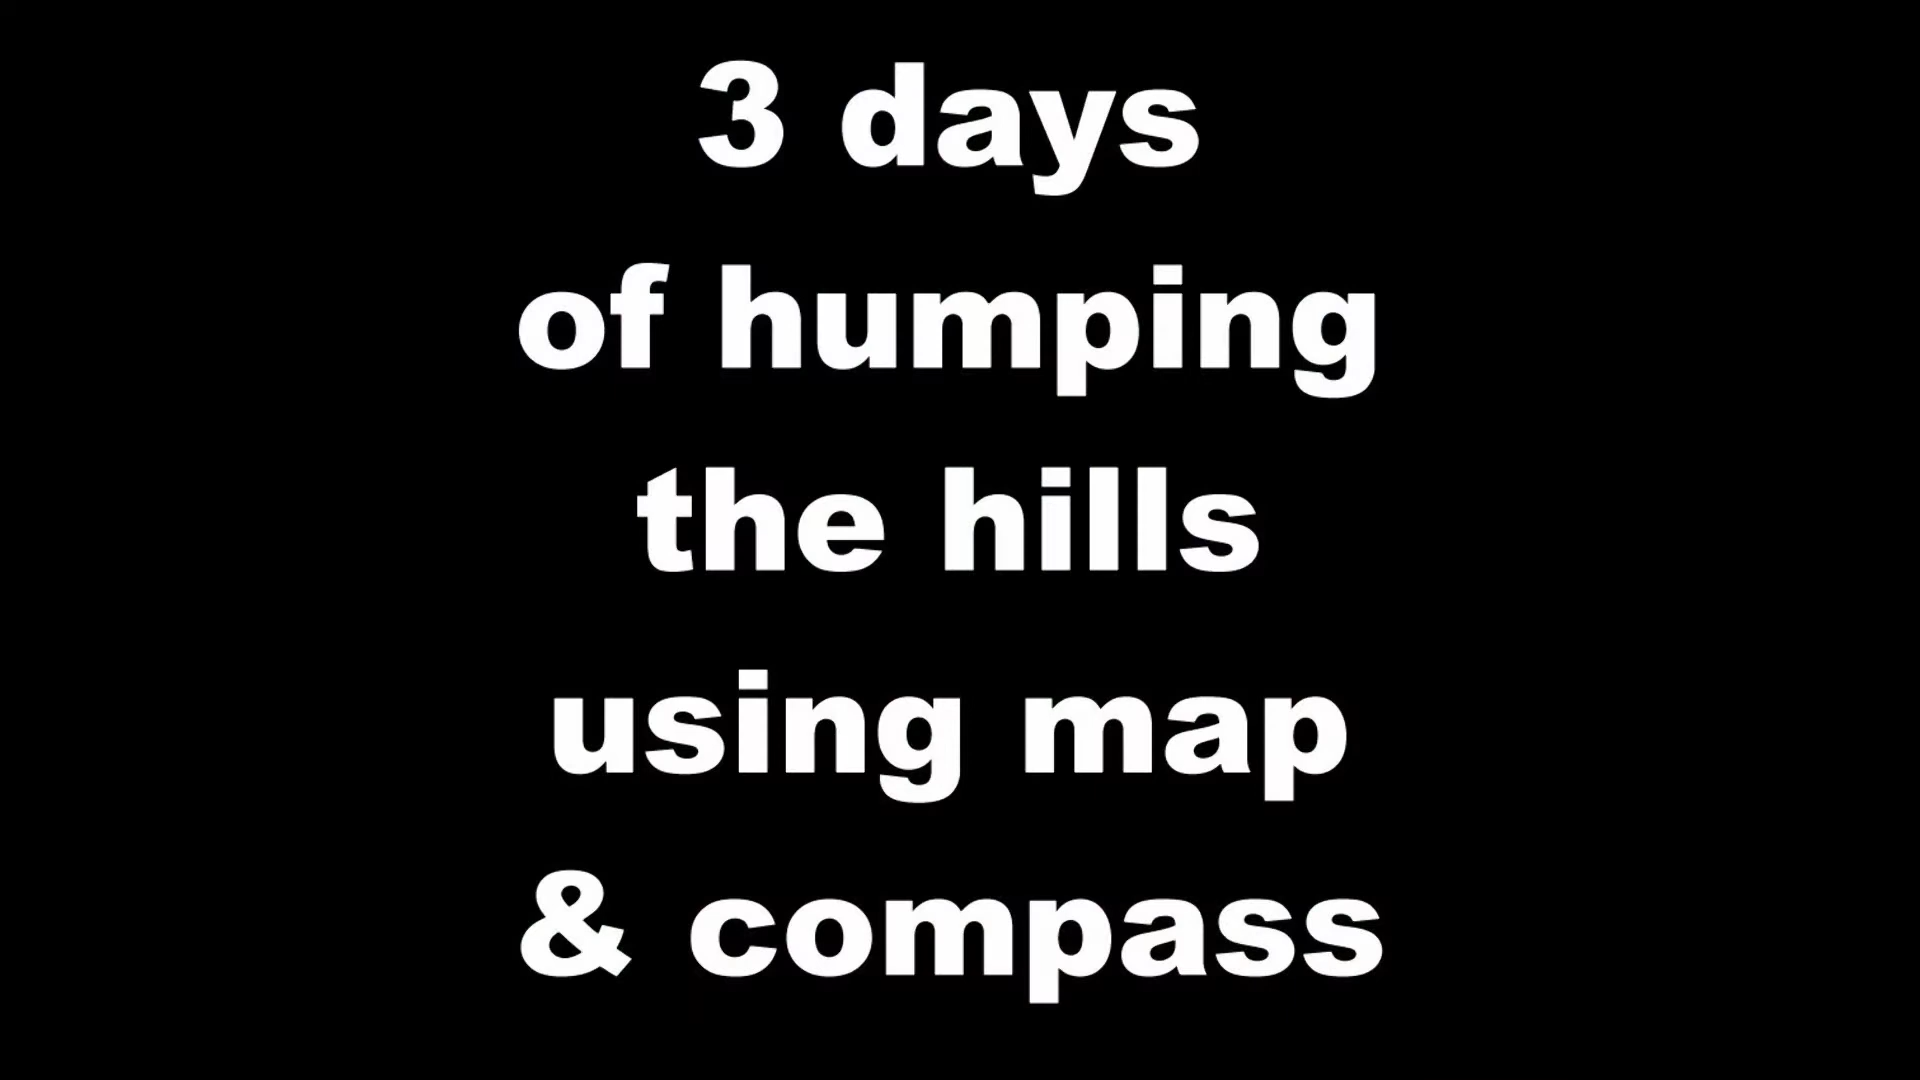 3 days
of humping
the hills
using map
& compass